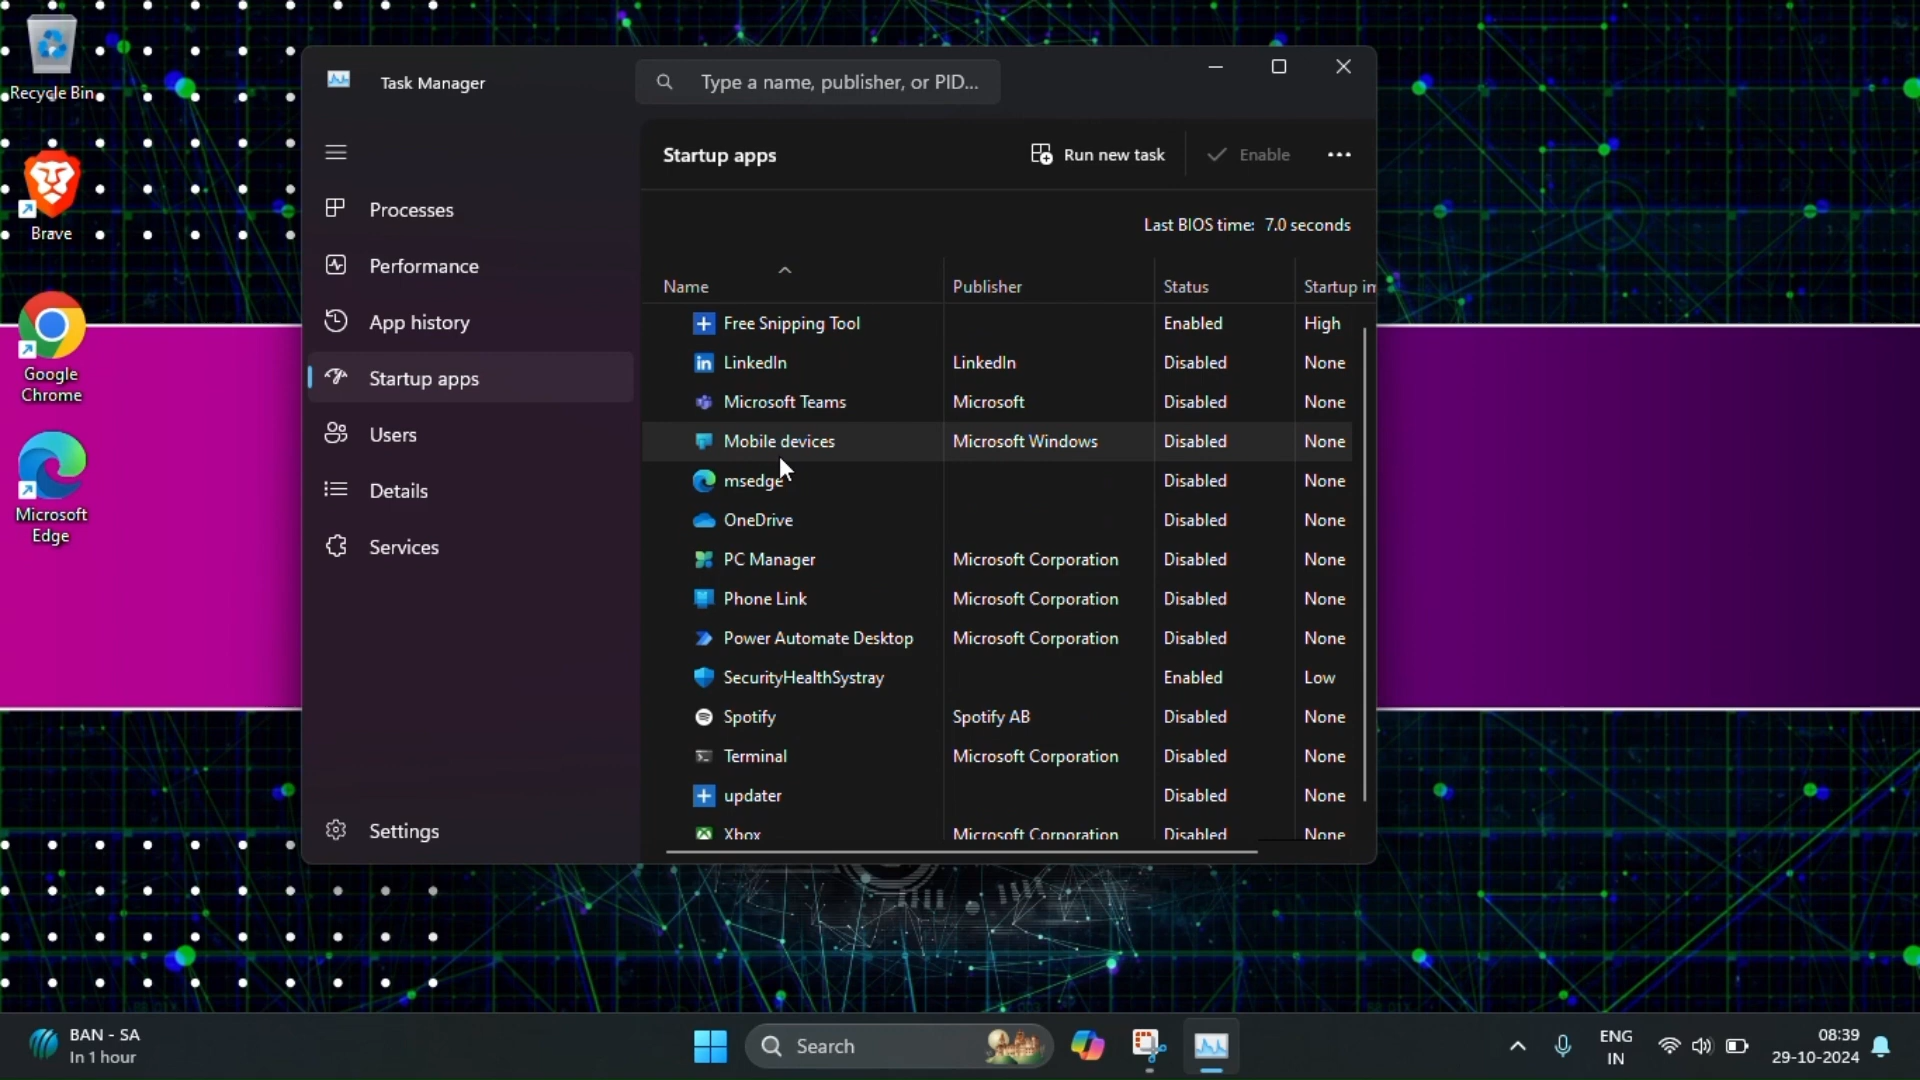 Recycle Bin
Brave
Google
Chrome
Microsoft
Edge
Task Manager
Type a name, publisher, or PID...
Processes
Performance
App history
Startup apps
Users
Details
Services
Settings
Startup apps
Run new task
Enable
Last BIOS time: 7.0 seconds
Name Publisher Status Startup im
Free Snipping Tool Enabled High
LinkedIn LinkedIn Disabled None
Microsoft Teams Microsoft Disabled None
Mobile devices Microsoft Windows Disabled None
msedge Disabled None
OneDrive Disabled None
PC Manager Microsoft Corporation Disabled None
Phone Link Microsoft Corporation Disabled None
Power Automate Desktop Microsoft Corporation Disabled None
SecurityHealthSystray Enabled Low
Spotify Spotify AB Disabled None
Terminal Microsoft Corporation Disabled None
updater Disabled None
Xbox Microsoft Corporation Disabled None
BAN - SA
In 1 hour
Search
ENG
IN
08:39
29-10-2024